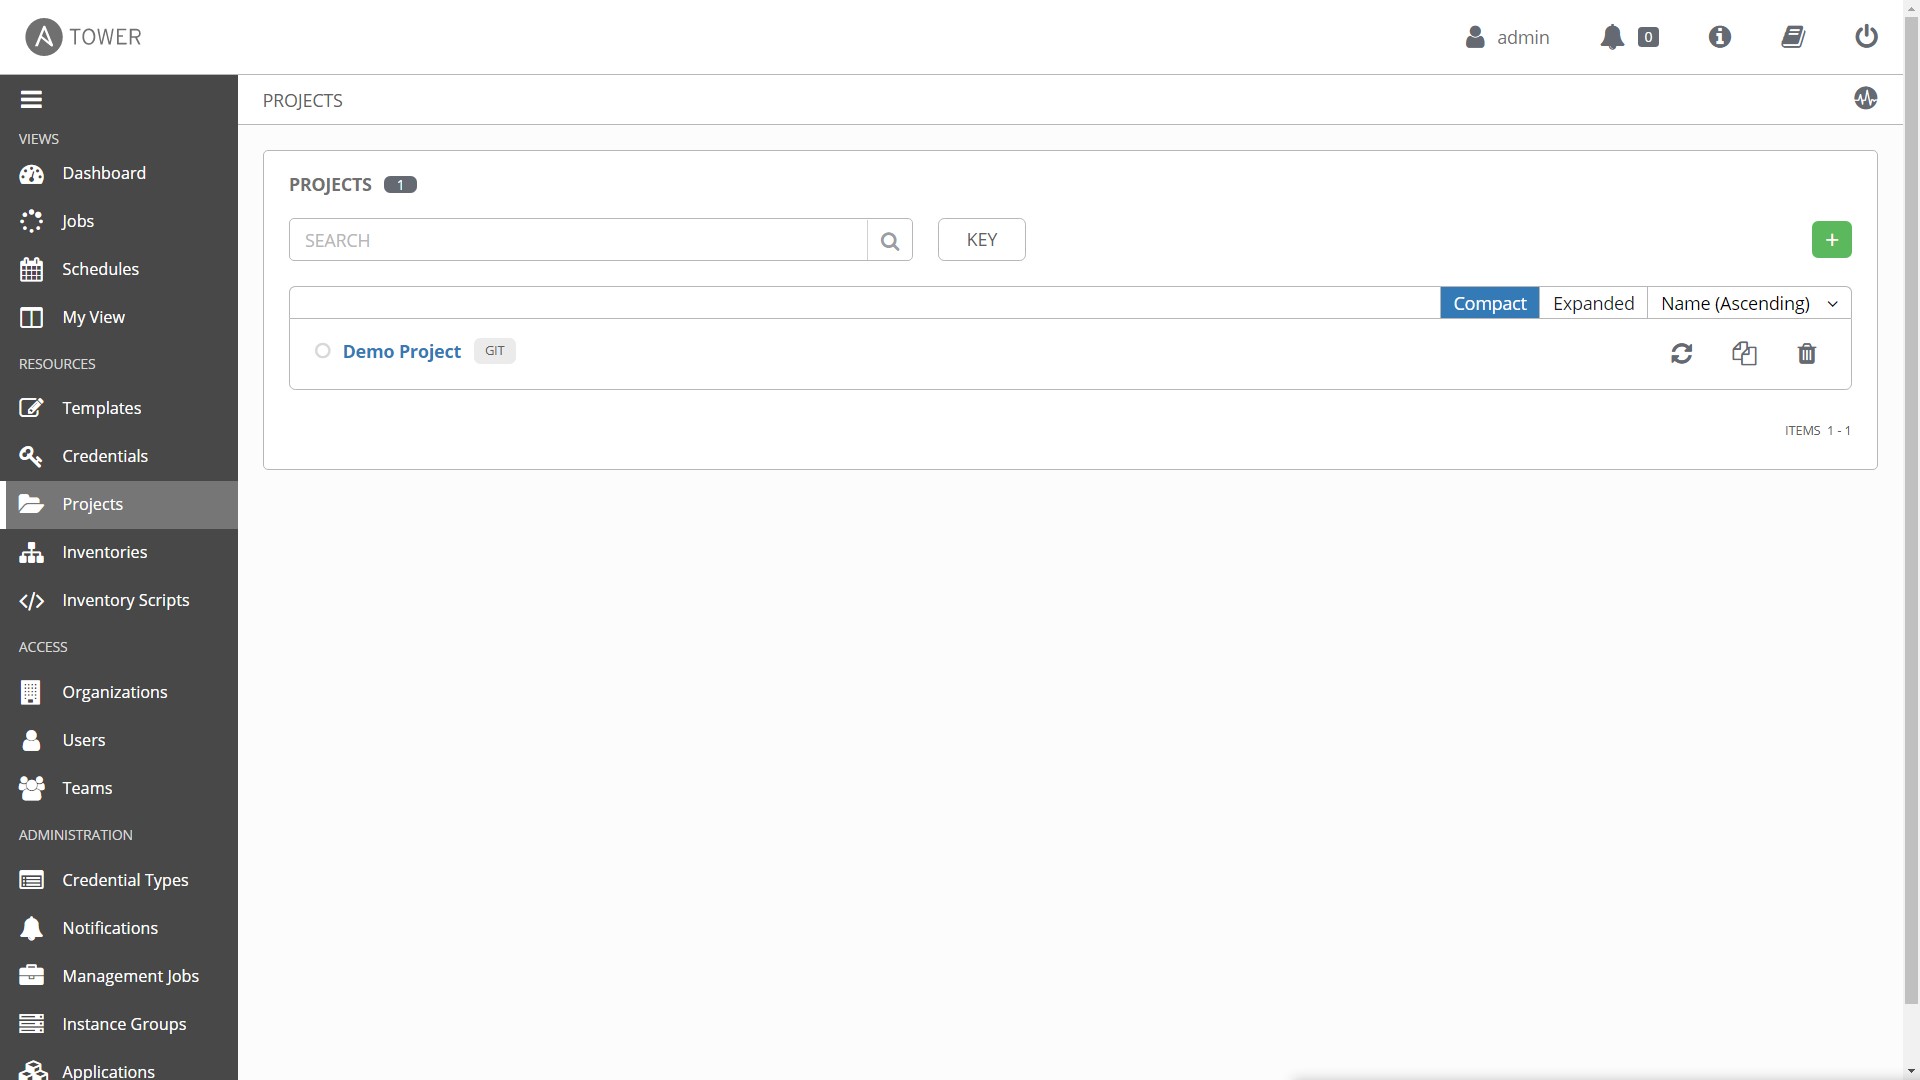 TOWER
admin
0
PROJECTS
VIEWS
Dashboard
Jobs
Schedules
My View
RESOURCES
Templates
Credentials
Projects
Inventories
Inventory Scripts
ACCESS
Organizations
Users
Teams
ADMINISTRATION
Credential Types
Notifications
Management Jobs
Instance Groups
Applications
PROJECTS 1
SEARCH
KEY
+
Compact Expanded Name (Ascending)
Demo Project GIT
ITEMS 1 - 1